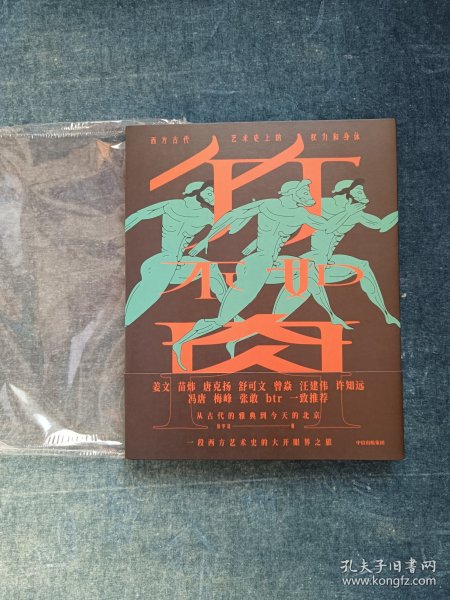 西方古代 艺术史上的 权力和身体
竹
不如
肉
姜文 苗炜 唐克扬 舒可文 曾焱 汪建伟 许知远
冯唐 梅峰 张敢 btr 一致推荐
从古代的雅典到今天的北京
一段西方艺术史的大开眼界之旅
中信出版集团
孔夫子旧书网
www.kongfz.com